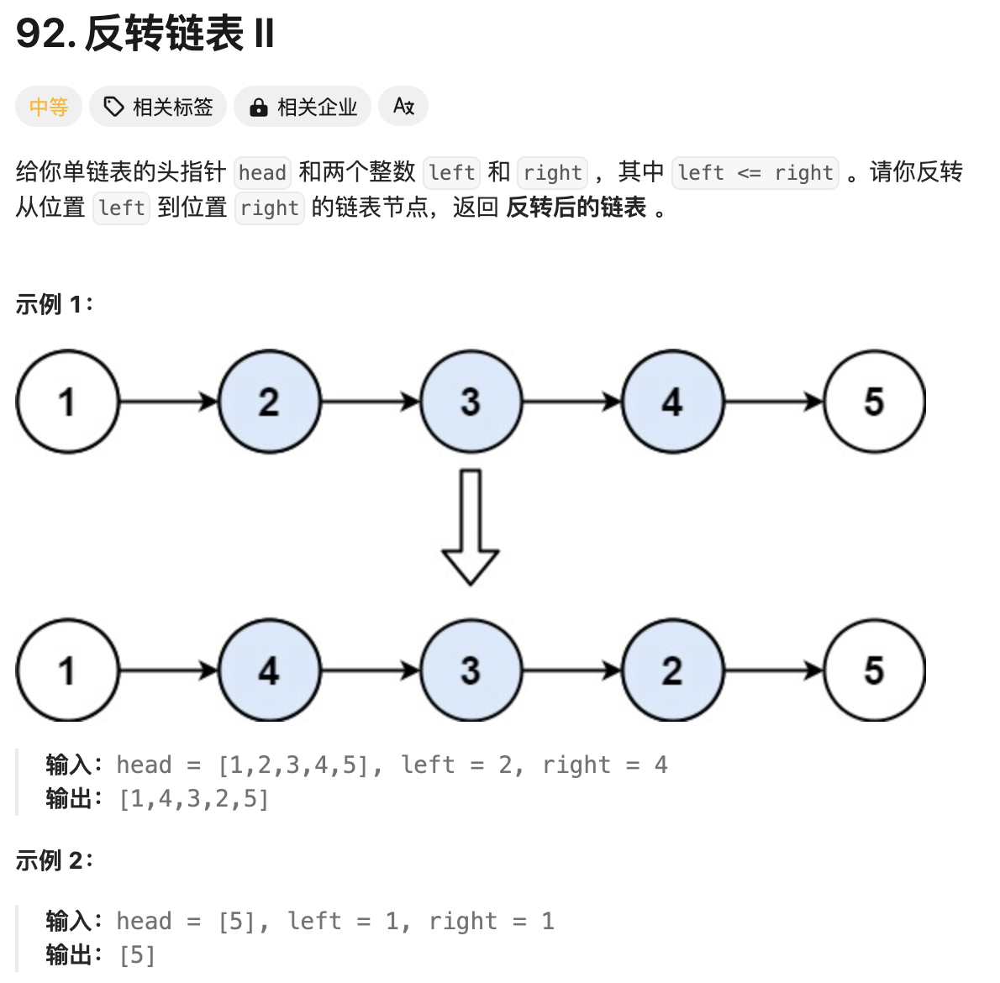 92. 反转链表 II
中等 相关标签 相关企业 A文
给你单链表的头指针 head 和两个整数 left 和 right ，其中 left <= right 。请你反转
从位置 left 到位置 right 的链表节点，返回 反转后的链表 。
示例 1：
1 2 3 4 5
1 4 3 2 5
输入：head = [1,2,3,4,5], left = 2, right = 4
输出：[1,4,3,2,5]
示例 2：
输入：head = [5], left = 1, right = 1
输出：[5]